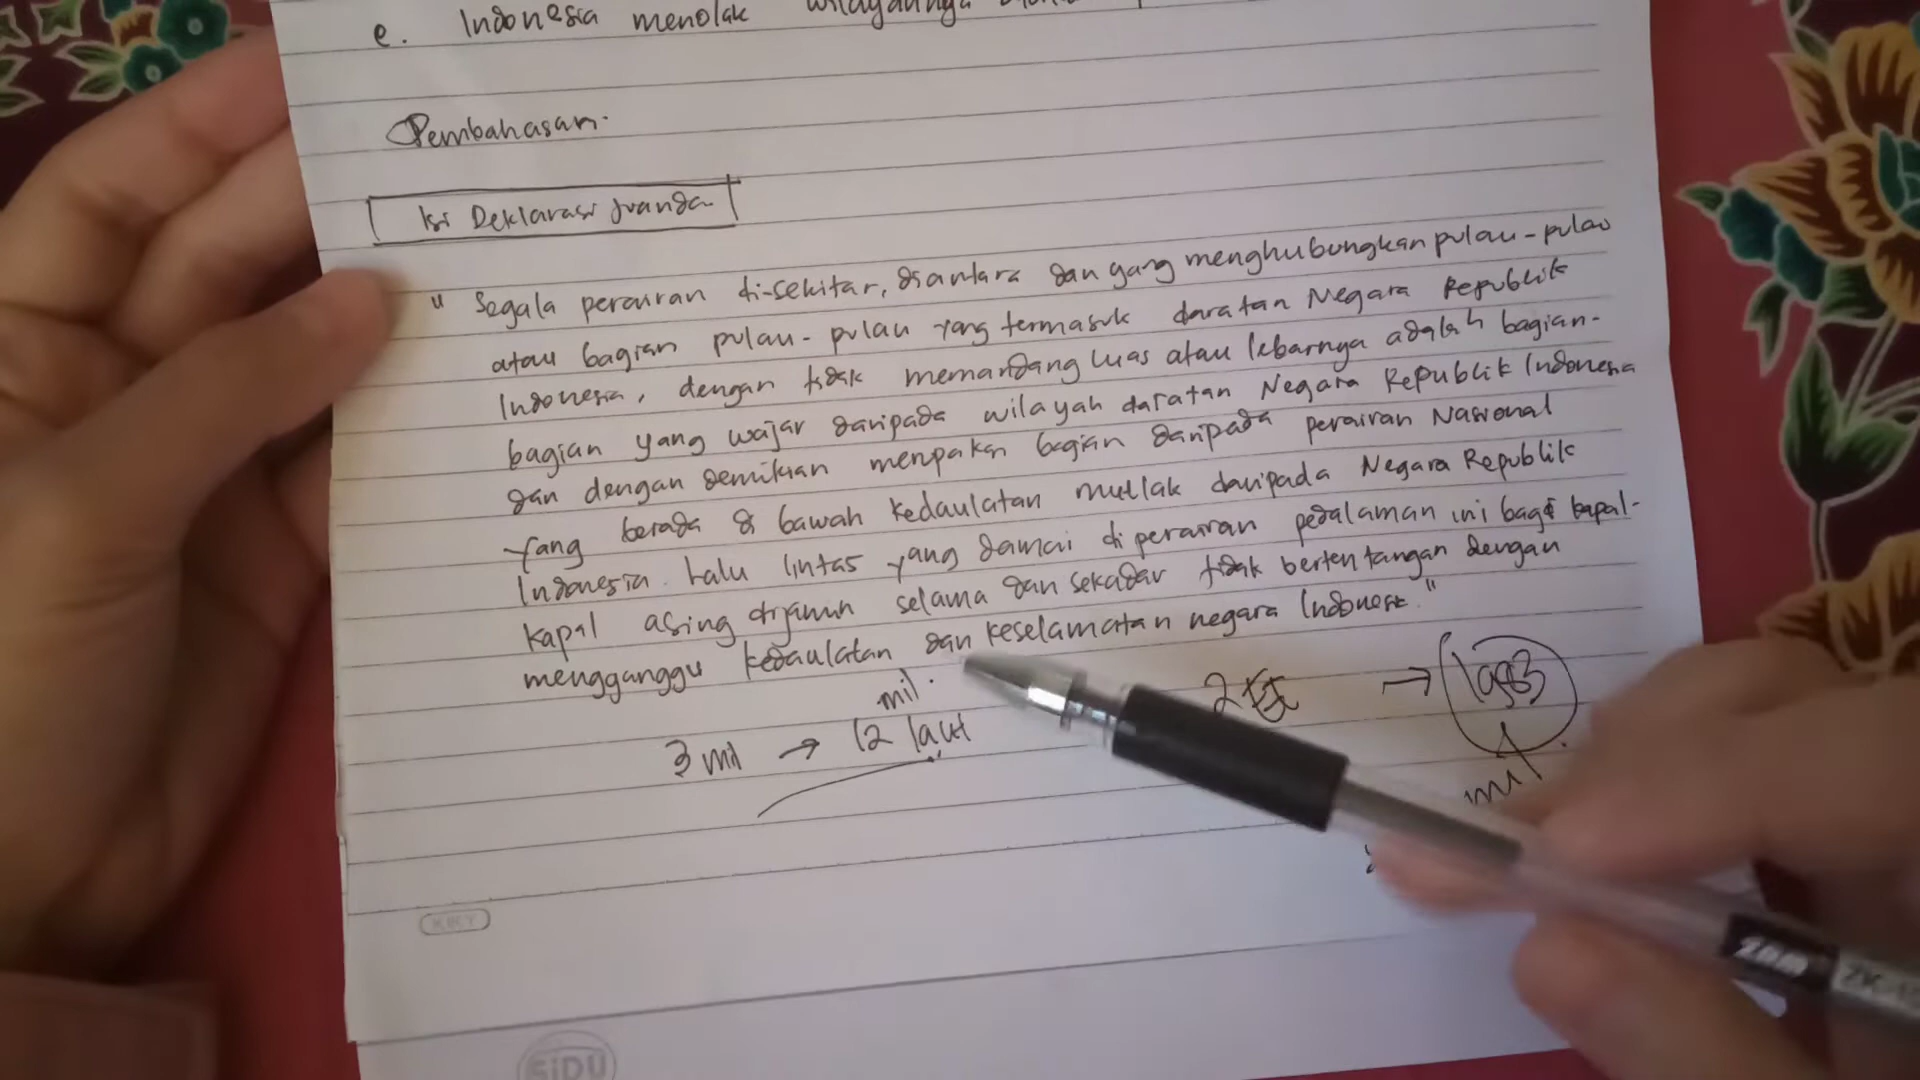 e. Indonesia menolak wilayahnya
Pembahasan.
Isi Deklarasi Juanda
" Segala perairan di-sekitar, diantara dan yang menghubungkan pulau-pulau
atau bagian pulau-pulau yang termasuk daratan Negara Republik
Indonesia, dengan tidak memandang luas atau lebarnya adalah bagian-
bagian yang wajar daripada wilayah daratan Negara Republik Indonesia
dan dengan demikian merupakan bagian daripada perairan Nasional
yang berada di bawah kedaulatan mutlak daripada Negara Republik
Indonesia. Lalu lintas yang damai di perairan pedalaman ini bagi kapal-
kapal asing dijamin selama dan sekadar tidak bertentangan dengan
mengganggu kedaulatan dan keselamatan negara Indonesia."
mil.
3 mil → 12 laut
→
KKY
SiDU
ZRM